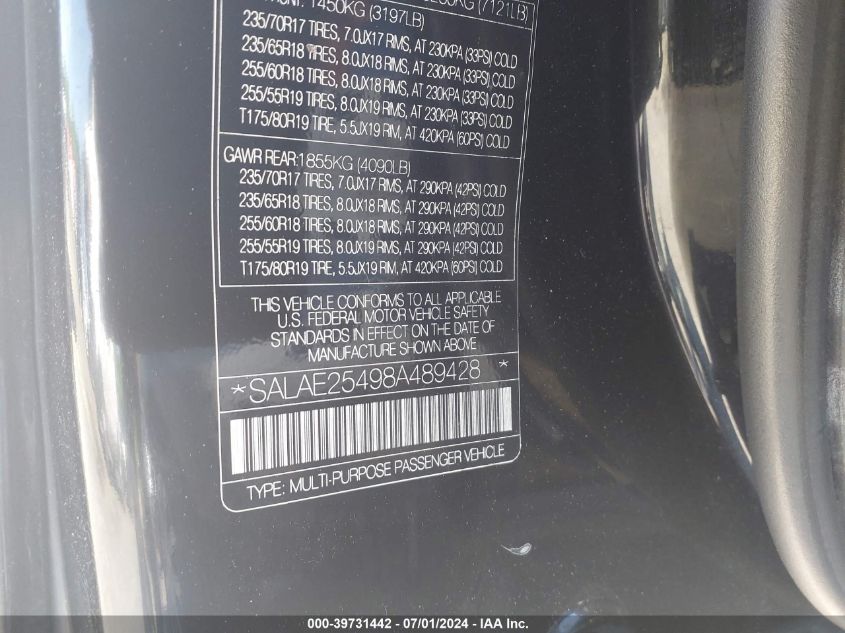 1450KG (3197LB)
(7121LB)
235/70R17 TIRES, 7.0JX17 RIMS, AT 230KPA (33PSI) COLD
235/65R18 TIRES, 8.0JX18 RIMS, AT 230KPA (33PSI) COLD
255/60R18 TIRES, 8.0JX18 RIMS, AT 230KPA (33PSI) COLD
255/55R19 TIRES, 8.0JX19 RIMS, AT 230KPA (33PSI) COLD
T175/80R19 TIRE, 5.5JX19 RIM, AT 420KPA (60PSI) COLD
GAWR REAR:1855KG (4090LB)
235/70R17 TIRES, 7.0JX17 RIMS, AT 290KPA (42PSI) COLD
235/65R18 TIRES, 8.0JX18 RIMS, AT 290KPA (42PSI) COLD
255/60R18 TIRES, 8.0JX18 RIMS, AT 290KPA (42PSI) COLD
255/55R19 TIRES, 8.0JX19 RIMS, AT 290KPA (42PSI) COLD
T175/80R19 TIRE, 5.5JX19 RIM, AT 420KPA (60PSI) COLD
THIS VEHICLE CONFORMS TO ALL APPLICABLE
U.S. FEDERAL MOTOR VEHICLE SAFETY
STANDARDS IN EFFECT ON THE DATE OF
MANUFACTURE SHOWN ABOVE
* SALAE25498A489428 *
TYPE: MULTI-PURPOSE PASSENGER VEHICLE
000-39731442 - 07/01/2024 - IAA Inc.